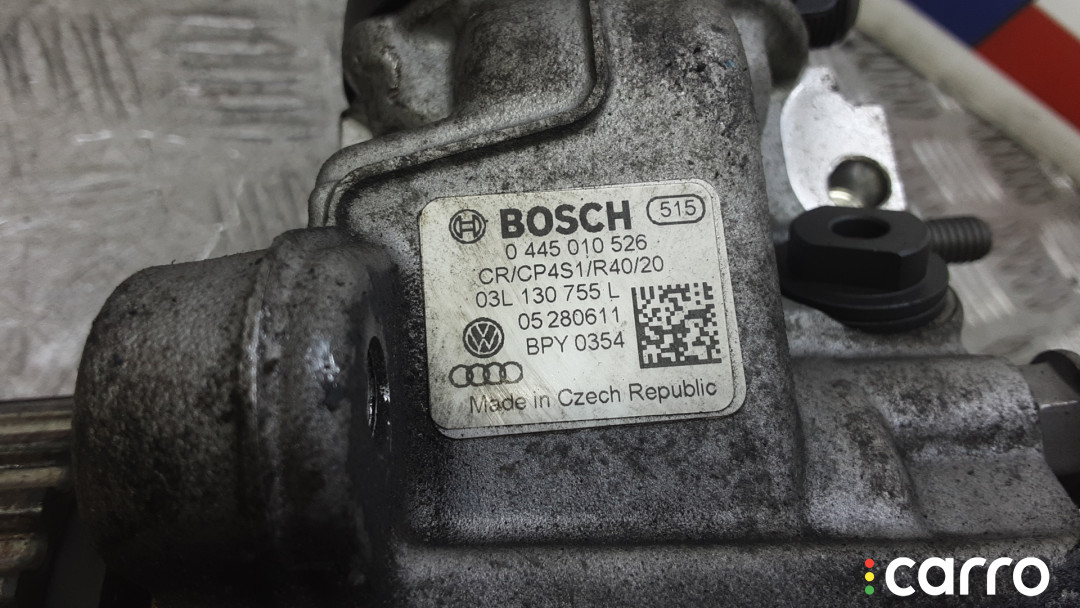 BOSCH 515
0 445 010 526
CR/CP4S1/R40/20
03L 130 755 L
05 280611
BPY 0354
Made in Czech Republic
carro